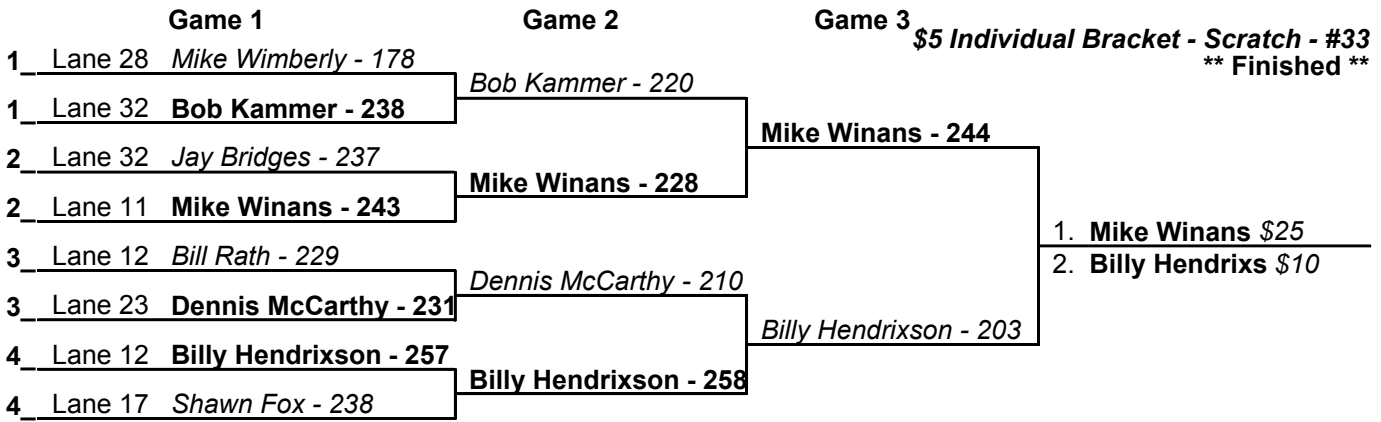 Game 1 Game 2 Game 3
$5 Individual Bracket - Scratch - #33
** Finished **
1_ Lane 28 Mike Wimberly - 178
1_ Lane 32 Bob Kammer - 238
2_ Lane 32 Jay Bridges - 237
2_ Lane 11 Mike Winans - 243
3_ Lane 12 Bill Rath - 229
3_ Lane 23 Dennis McCarthy - 231
4_ Lane 12 Billy Hendrixson - 257
4_ Lane 17 Shawn Fox - 238
Bob Kammer - 220
Mike Winans - 228
Dennis McCarthy - 210
Billy Hendrixson - 258
Mike Winans - 244
Billy Hendrixson - 203
1. Mike Winans $25
2. Billy Hendrixs $10